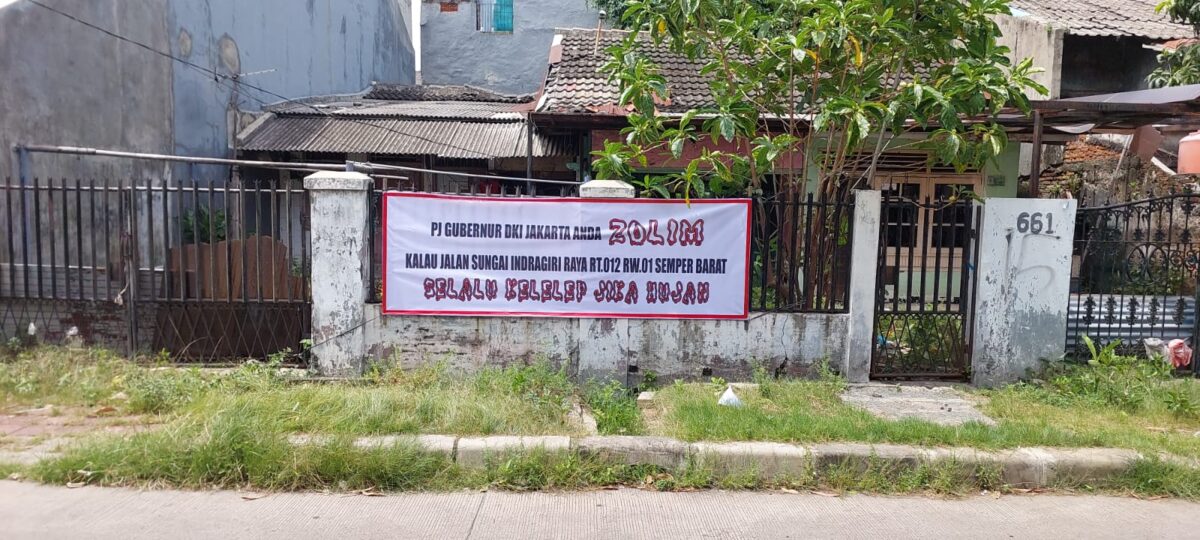 PJ GUBERNUR DKI JAKARTA ANDA ZOLIM
KALAU JALAN SUNGAI INDRAGIRI RAYA RT.012 RW.01 SEMPER BARAT
SELALU KELELEP JIKA HUJAN
661